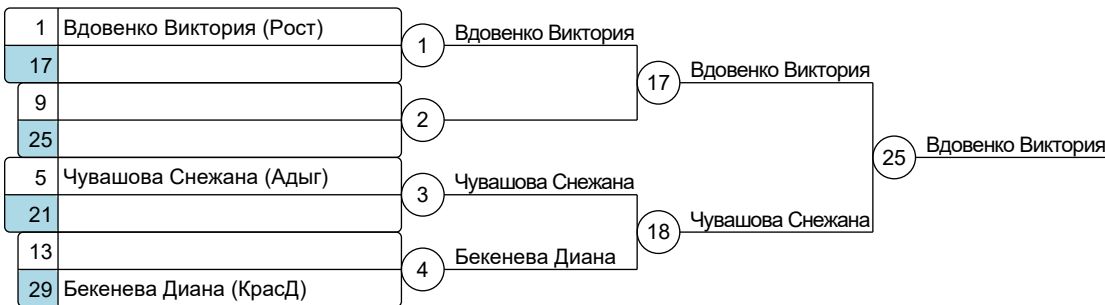 1 Вдовенко Виктория (Рост)
17
9
25
5 Чувашова Снежана (Адыг)
21
13
29 Бекенева Диана (КрасД)
1 Вдовенко Виктория
2
3 Чувашова Снежана
4 Бекенева Диана
17 Вдовенко Виктория
18 Чувашова Снежана
25 Вдовенко Виктория